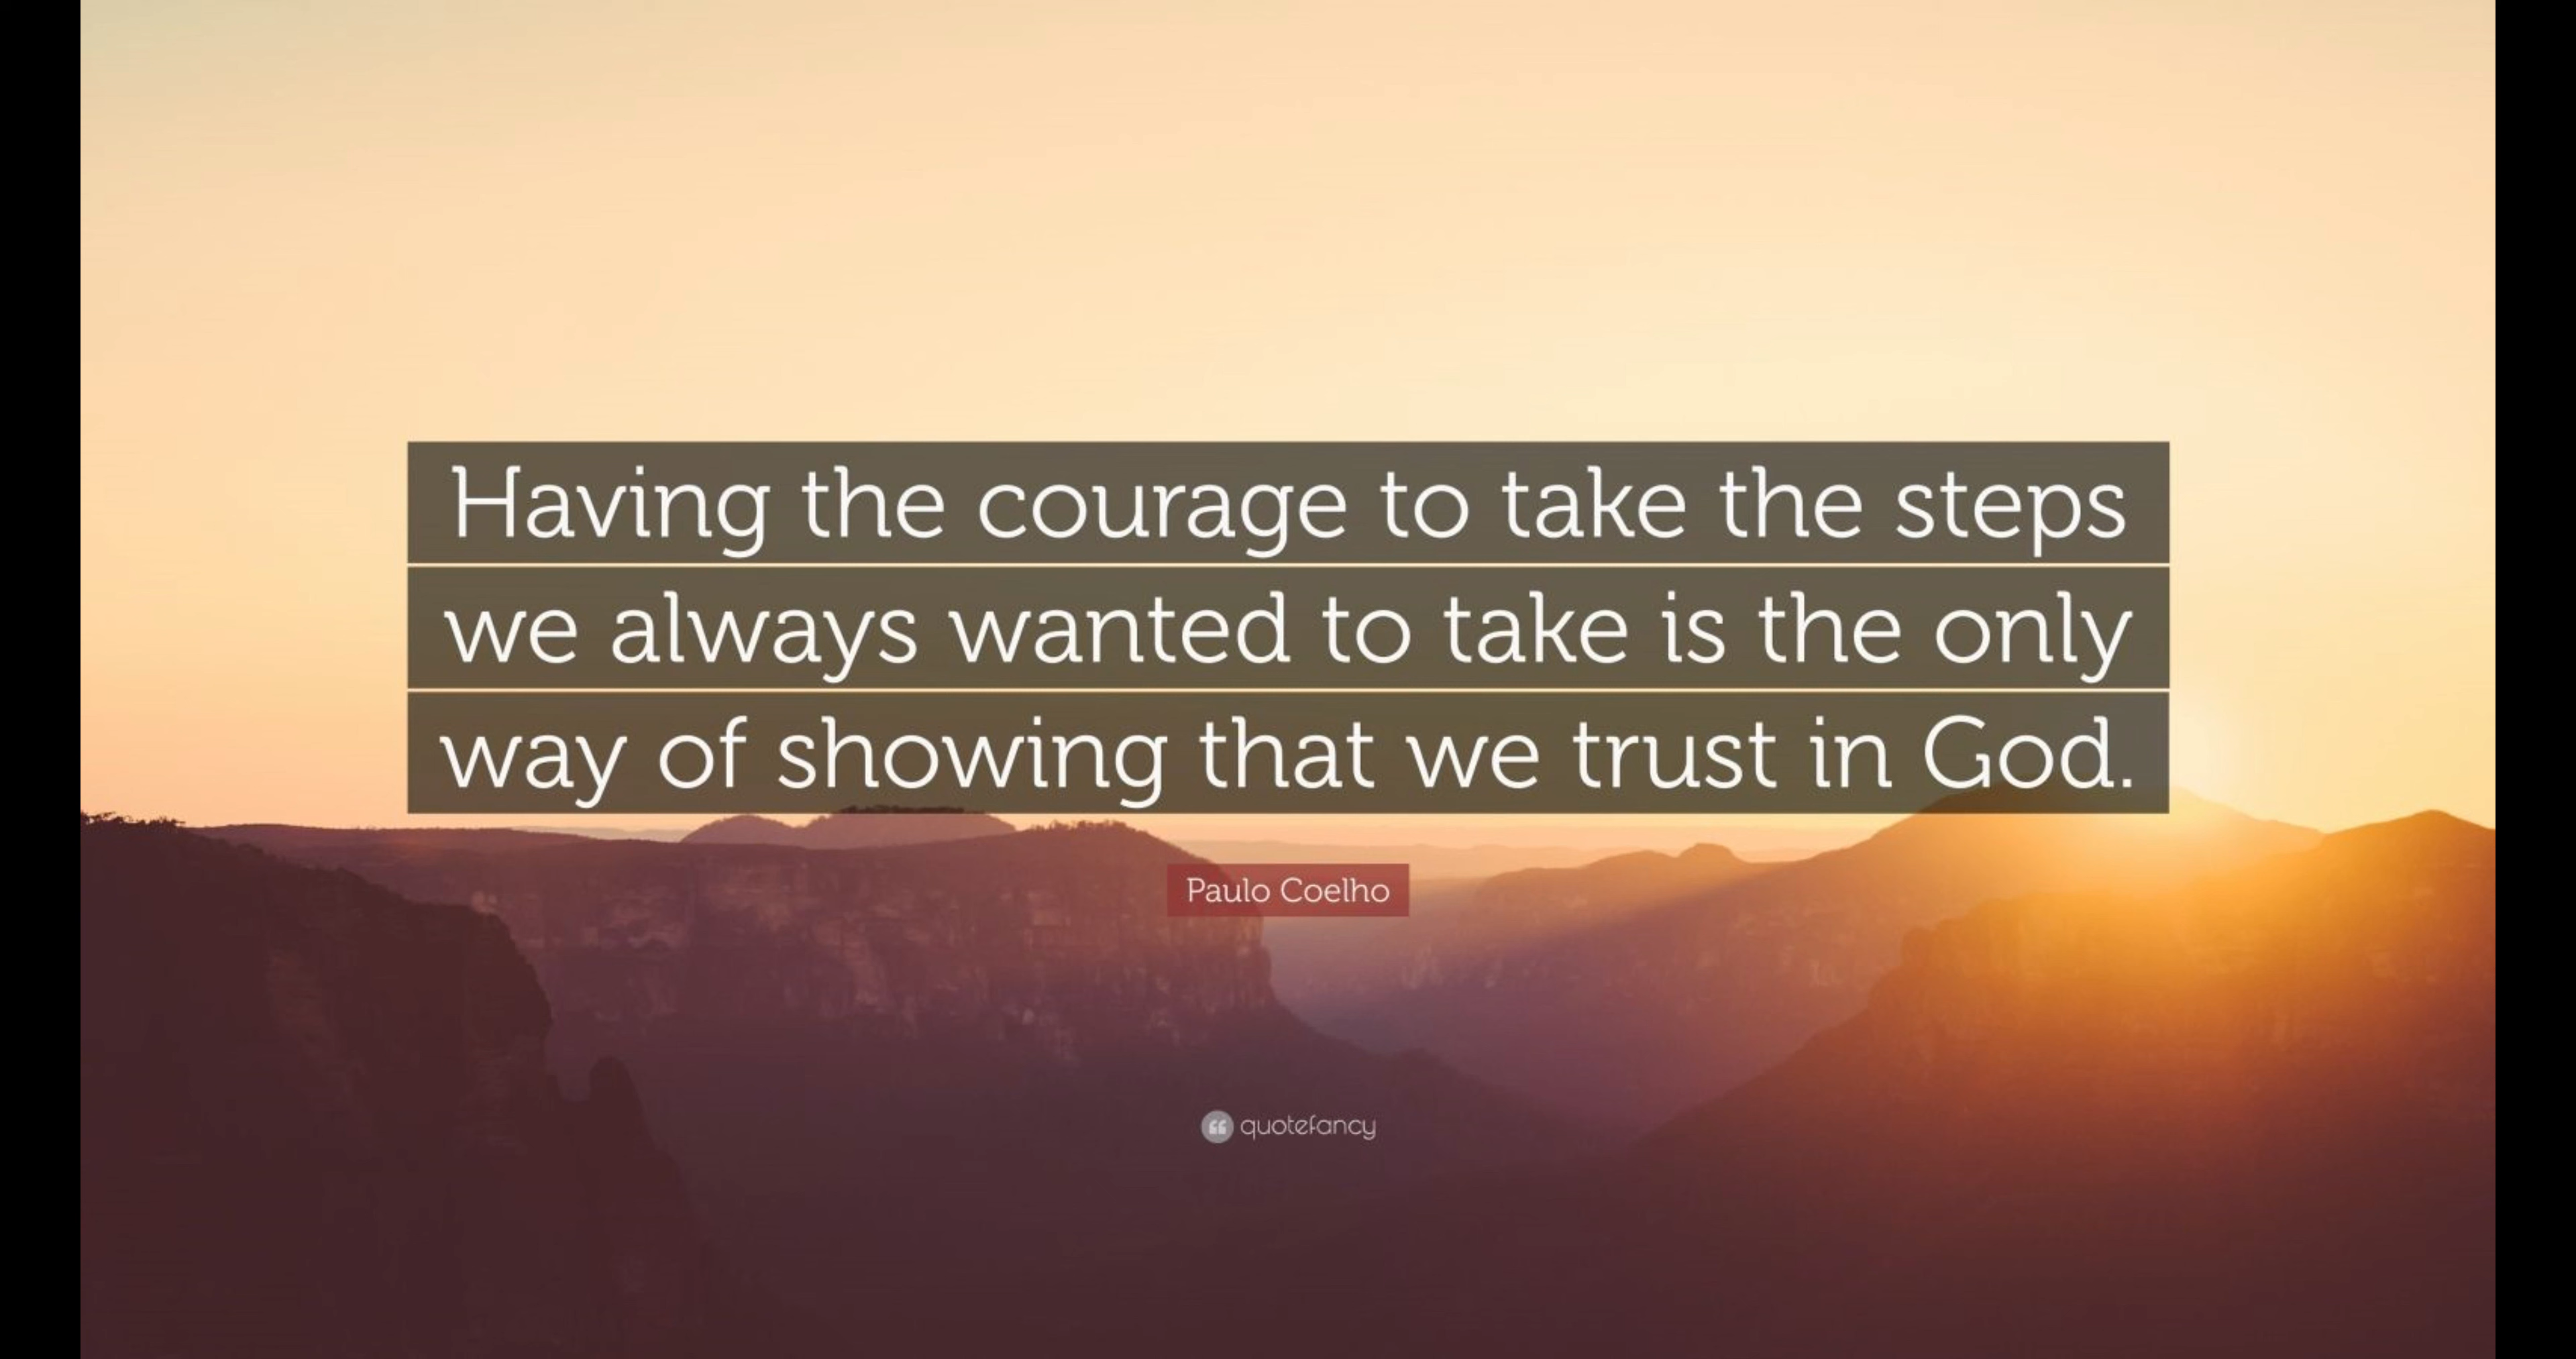 Having the courage to take the steps
we always wanted to take is the only
way of showing that we trust in God.
Paulo Coelho
quotefancy